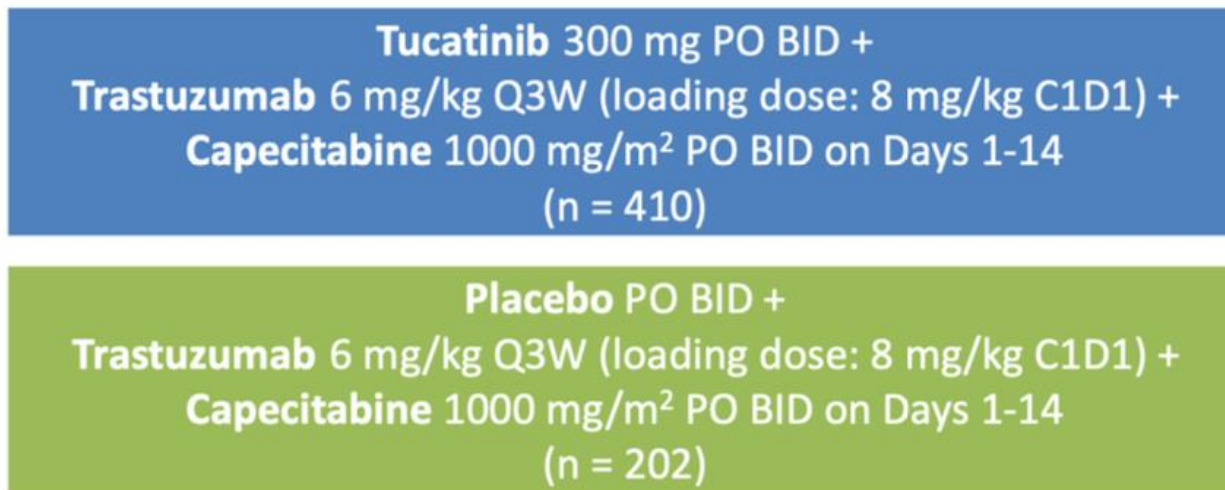 Tucatinib 300 mg PO BID +
Trastuzumab 6 mg/kg Q3W (loading dose: 8 mg/kg C1D1) +
Capecitabine 1000 mg/m² PO BID on Days 1-14
(n = 410)
Placebo PO BID +
Trastuzumab 6 mg/kg Q3W (loading dose: 8 mg/kg C1D1) +
Capecitabine 1000 mg/m² PO BID on Days 1-14
(n = 202)